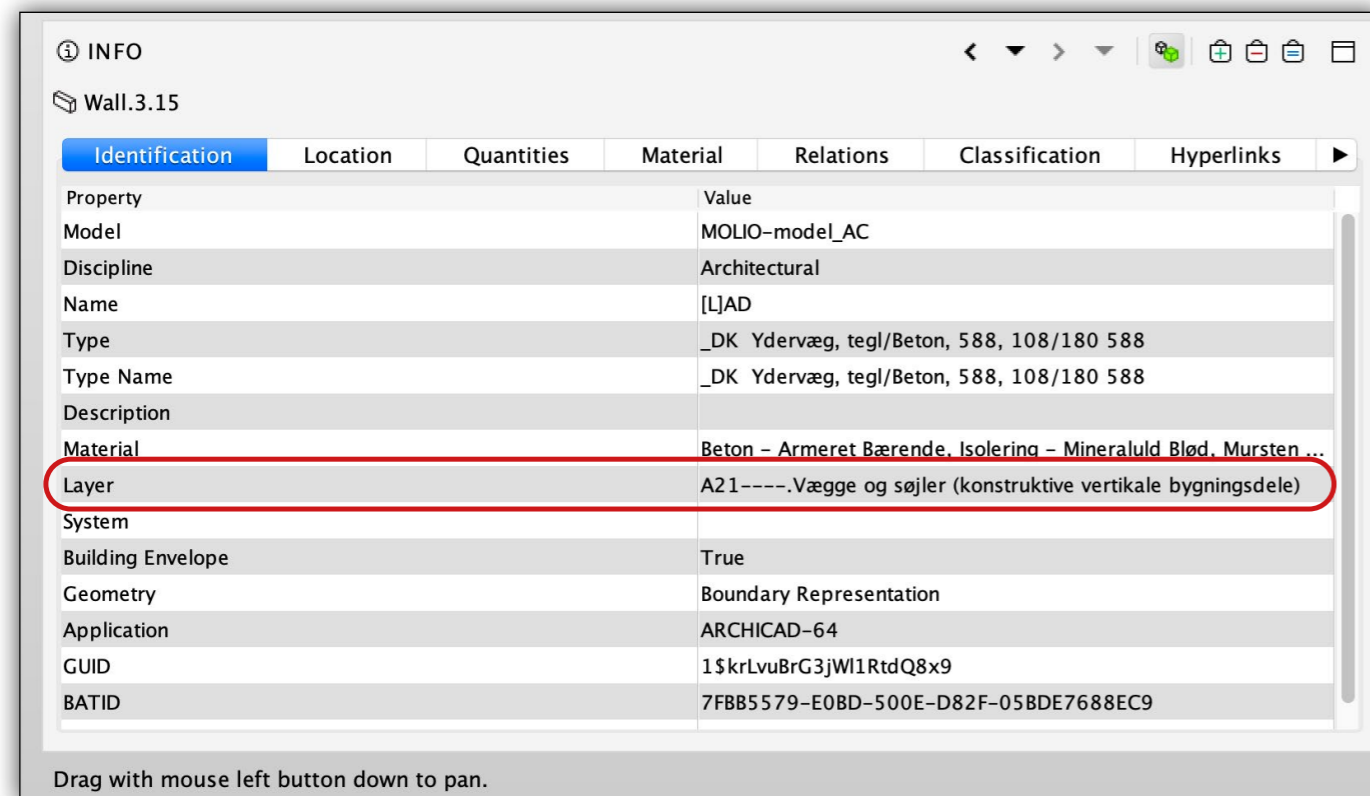 INFO
Wall.3.15
Identification Location Quantities Material Relations Classification Hyperlinks
Property Value
Model MOLIO-model_AC
Discipline Architectural
Name [L]AD
Type _DK Ydervæg, tegl/Beton, 588, 108/180 588
Type Name _DK Ydervæg, tegl/Beton, 588, 108/180 588
Description
Material Beton - Armeret Bærende, Isolering - Mineraluld Blød, Mursten ...
Layer A21----.Vægge og søjler (konstruktive vertikale bygningsdele)
System
Building Envelope True
Geometry Boundary Representation
Application ARCHICAD-64
GUID 1$krLvuBrG3jWl1RtdQ8x9
BATID 7FBB5579-E0BD-500E-D82F-05BDE7688EC9
Drag with mouse left button down to pan.